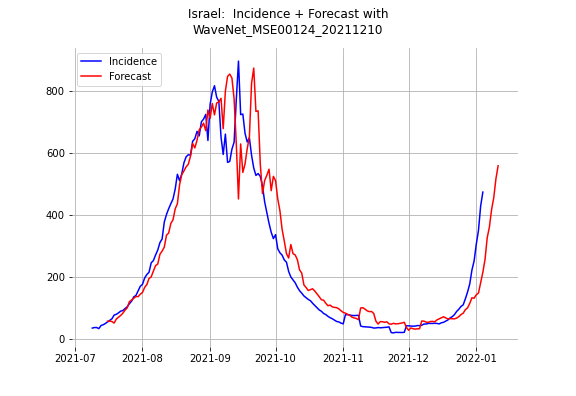 Israel:  Incidence + Forecast with
WaveNet_MSE00124_20211210
Incidence
Forecast
800
600
400
200
0
2021-07 2021-08 2021-09 2021-10 2021-11 2021-12 2022-01